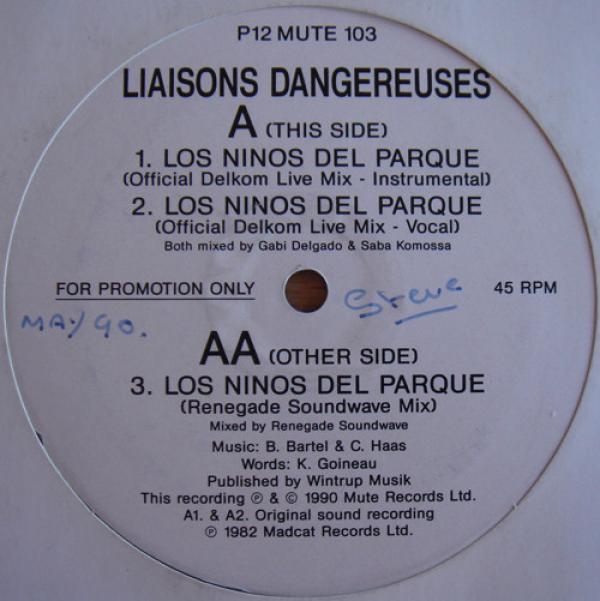 P12 MUTE 103
LIAISONS DANGEREUSES
A (THIS SIDE)
1. LOS NINOS DEL PARQUE
(Official Delkom Live Mix - Instrumental)
2. LOS NINOS DEL PARQUE
(Official Delkom Live Mix - Vocal)
Both mixed by Gabi Delgado & Saba Komossa
FOR PROMOTION ONLY
45 RPM
MAY 90.
Steve
AA (OTHER SIDE)
3. LOS NINOS DEL PARQUE
(Renegade Soundwave Mix)
Mixed by Renegade Soundwave
Music: B. Bartel & C. Haas
Words: K. Goineau
Published by Wintrup Musik
This recording ℗ & © 1990 Mute Records Ltd.
A1. & A2. Original sound recording
℗ 1982 Madcat Records Ltd.